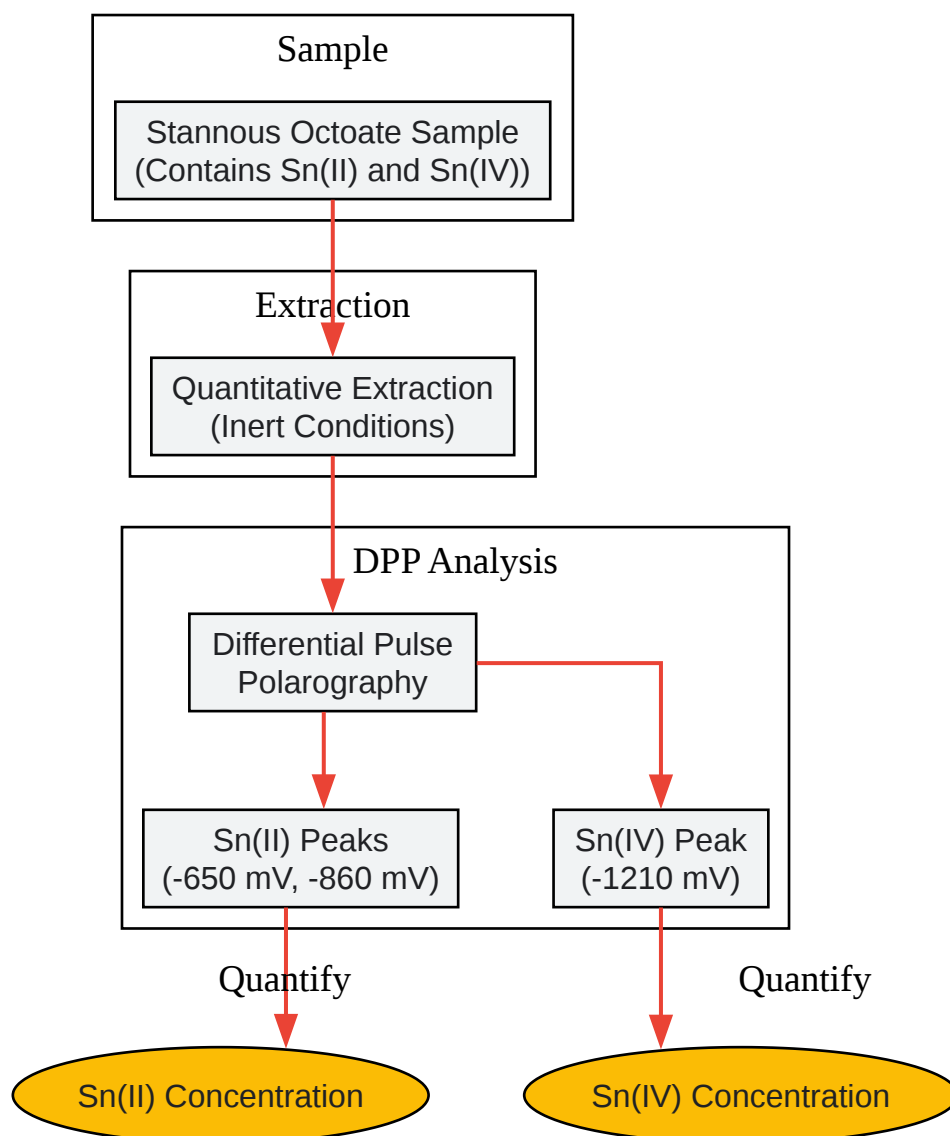 Sample
Stannous Octoate Sample
(Contains Sn(II) and Sn(IV))
Extraction
Quantitative Extraction
(Inert Conditions)
DPP Analysis
Differential Pulse
Polarography
Sn(II) Peaks
(-650 mV, -860 mV)
Sn(IV) Peak
(-1210 mV)
Quantify
Quantify
Sn(II) Concentration
Sn(IV) Concentration